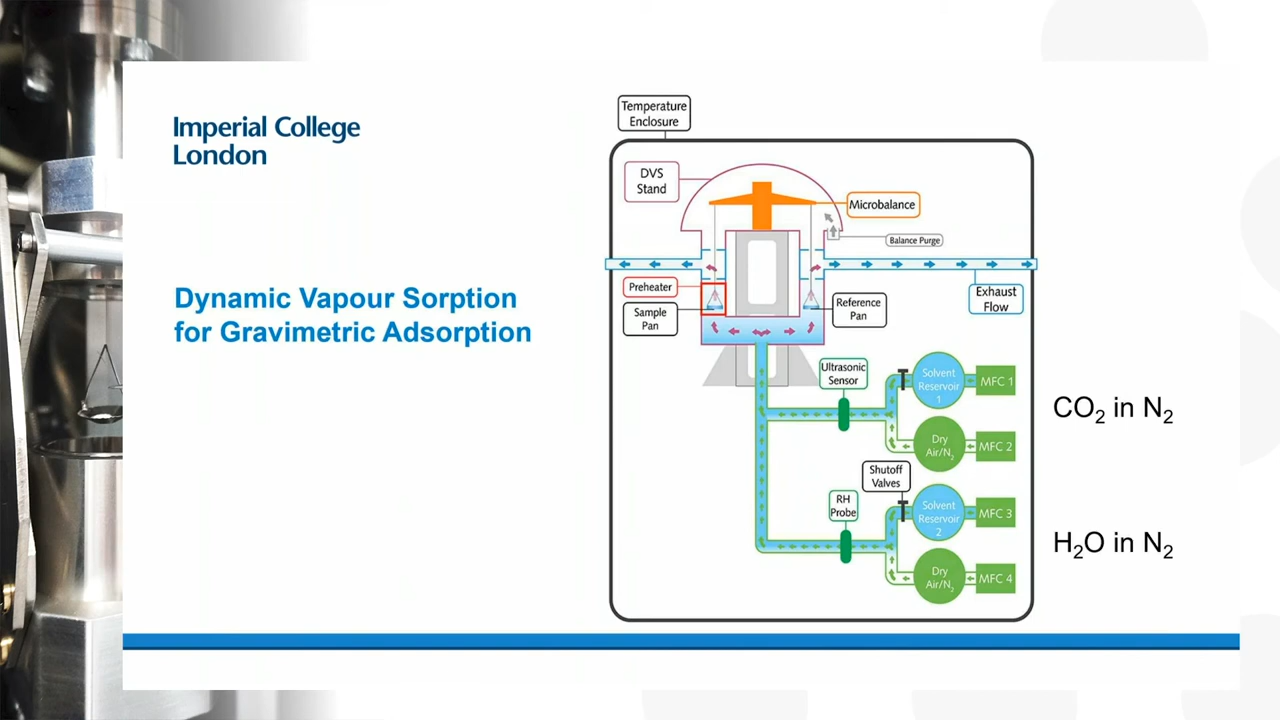 Imperial College
London
Dynamic Vapour Sorption
for Gravimetric Adsorption
Temperature
Enclosure
DVS
Stand
Microbalance
Balance Purge
Preheater
Sample
Pan
Reference
Pan
Exhaust
Flow
Ultrasonic
Sensor
Solvent
Reservoir
1
MFC 1
Dry
Air/N₂
MFC 2
CO₂ in N₂
Shutoff
Valves
RH
Probe
Solvent
Reservoir
2
MFC 3
Dry
Air/N₂
MFC 4
H₂O in N₂